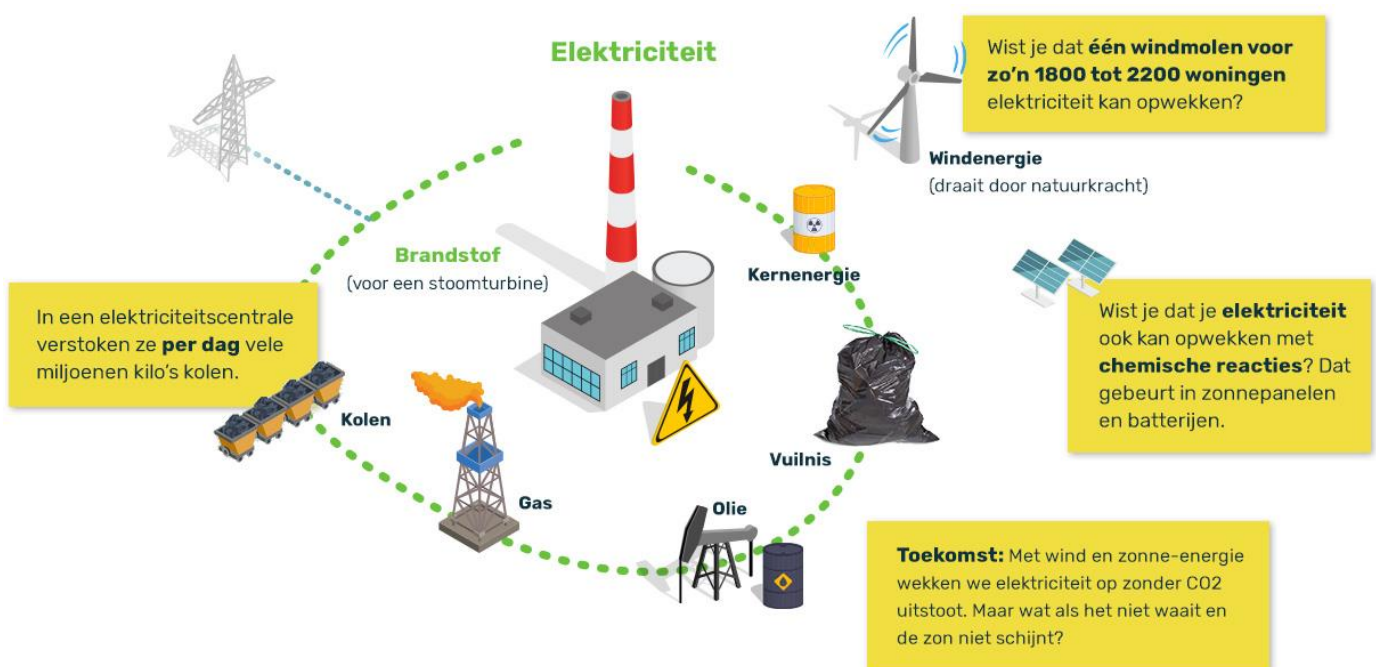 Elektriciteit
Wist je dat één windmolen voor
zo'n 1800 tot 2200 woningen
elektriciteit kan opwekken?
Windenergie
(draait door natuurkracht)
Brandstof
(voor een stoomturbine)
Kernenergie
In een elektriciteitscentrale
verstoken ze per dag vele
miljoenen kilo's kolen.
Wist je dat je elektriciteit
ook kan opwekken met
chemische reacties? Dat
gebeurt in zonnepanelen
en batterijen.
Kolen
Vuilnis
Gas
Olie
Toekomst: Met wind en zonne-energie
wekken we elektriciteit op zonder CO2
uitstoot. Maar wat als het niet waait en
de zon niet schijnt?